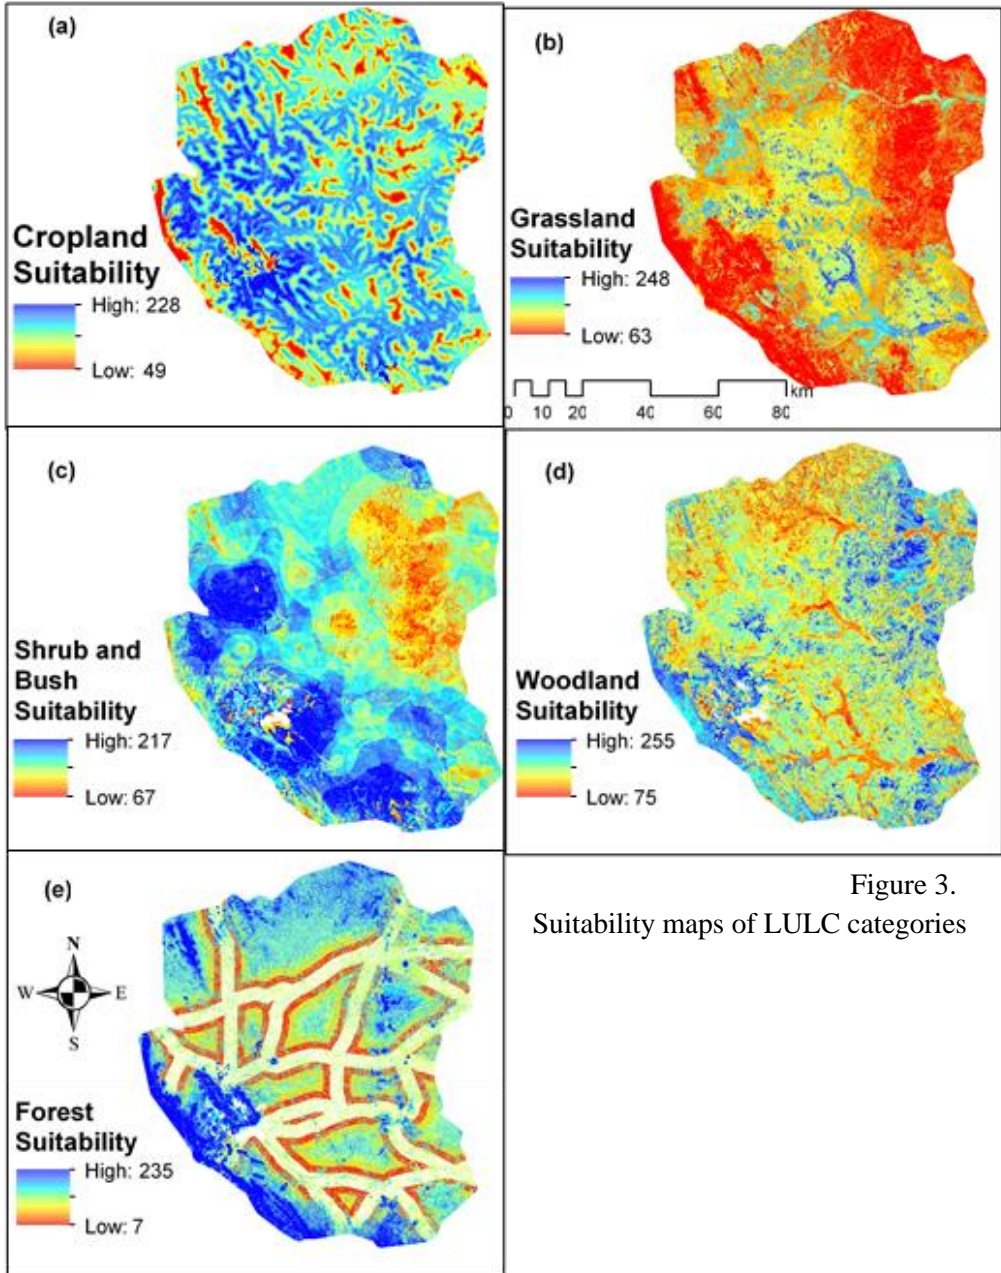 (a)
Cropland
Suitability
High: 228
Low: 49
(b)
Grassland
Suitability
High: 248
Low: 63
km
0 10 20 40 60 80
(c)
Shrub and
Bush
Suitability
High: 217
Low: 67
(d)
Woodland
Suitability
High: 255
Low: 75
(e)
N
W E
S
Forest
Suitability
High: 235
Low: 7
Figure 3.
Suitability maps of LULC categories